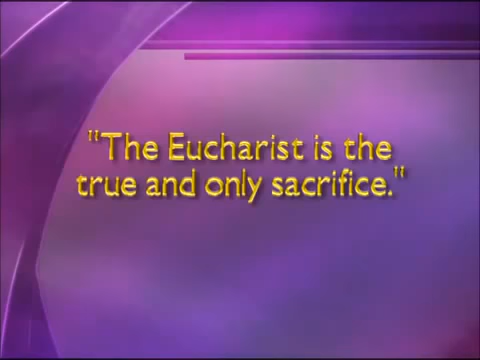 "The Eucharist is the
true and only sacrifice."